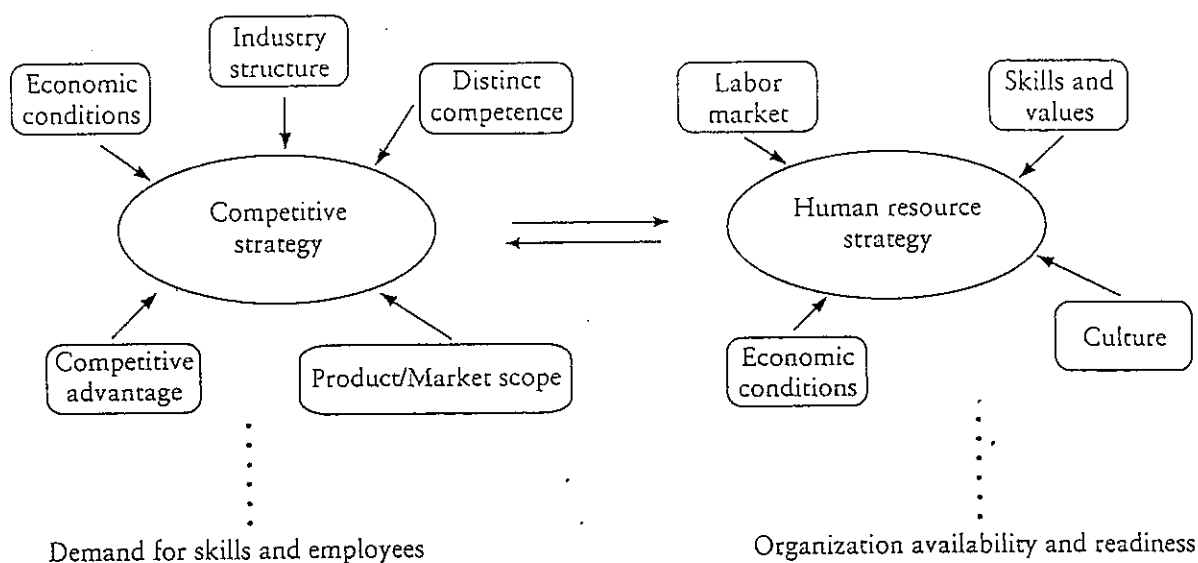 Industry
structure
Economic
conditions
Distinct
competence
Competitive
strategy
Competitive
advantage
Product/Market scope
Demand for skills and employees
Labor
market
Skills and
values
Human resource
strategy
Economic
conditions
Culture
Organization availability and readiness